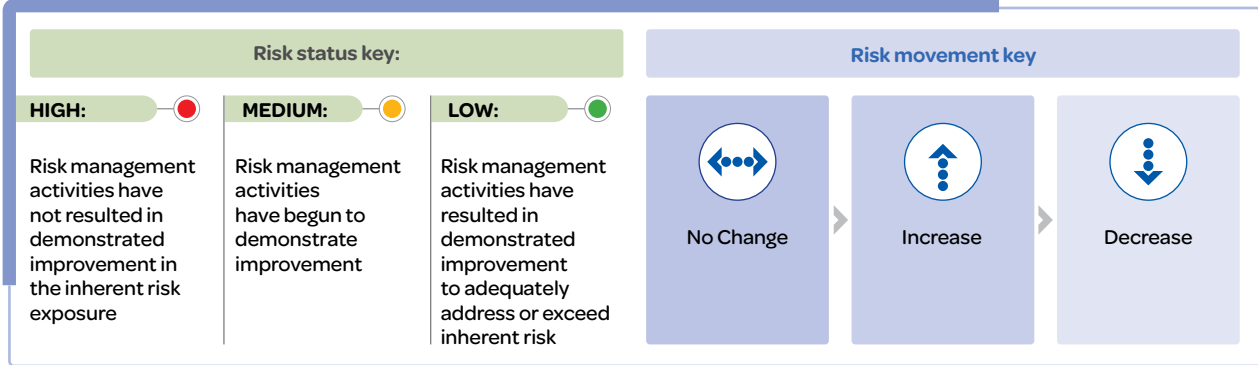 Risk status key:
Risk movement key
HIGH:
Risk management
activities have
not resulted in
demonstrated
improvement in
the inherent risk
exposure
MEDIUM:
Risk management
activities
have begun to
demonstrate
improvement
LOW:
Risk management
activities have
resulted in
demonstrated
improvement
to adequately
address or exceed
inherent risk
No Change
Increase
Decrease